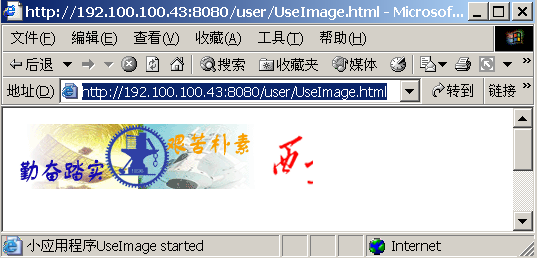 http://192.100.100.43:8080/user/UseImage.html - Microsoft...
文件(F) 编辑(E) 查看(V) 收藏(A) 工具(T) 帮助(H)
后退 搜索 收藏夹 媒体
地址(D) http://192.100.100.43:8080/user/UseImage.html 转到 链接
艰苦朴素
勤奋踏实
西
小应用程序UseImage started Internet